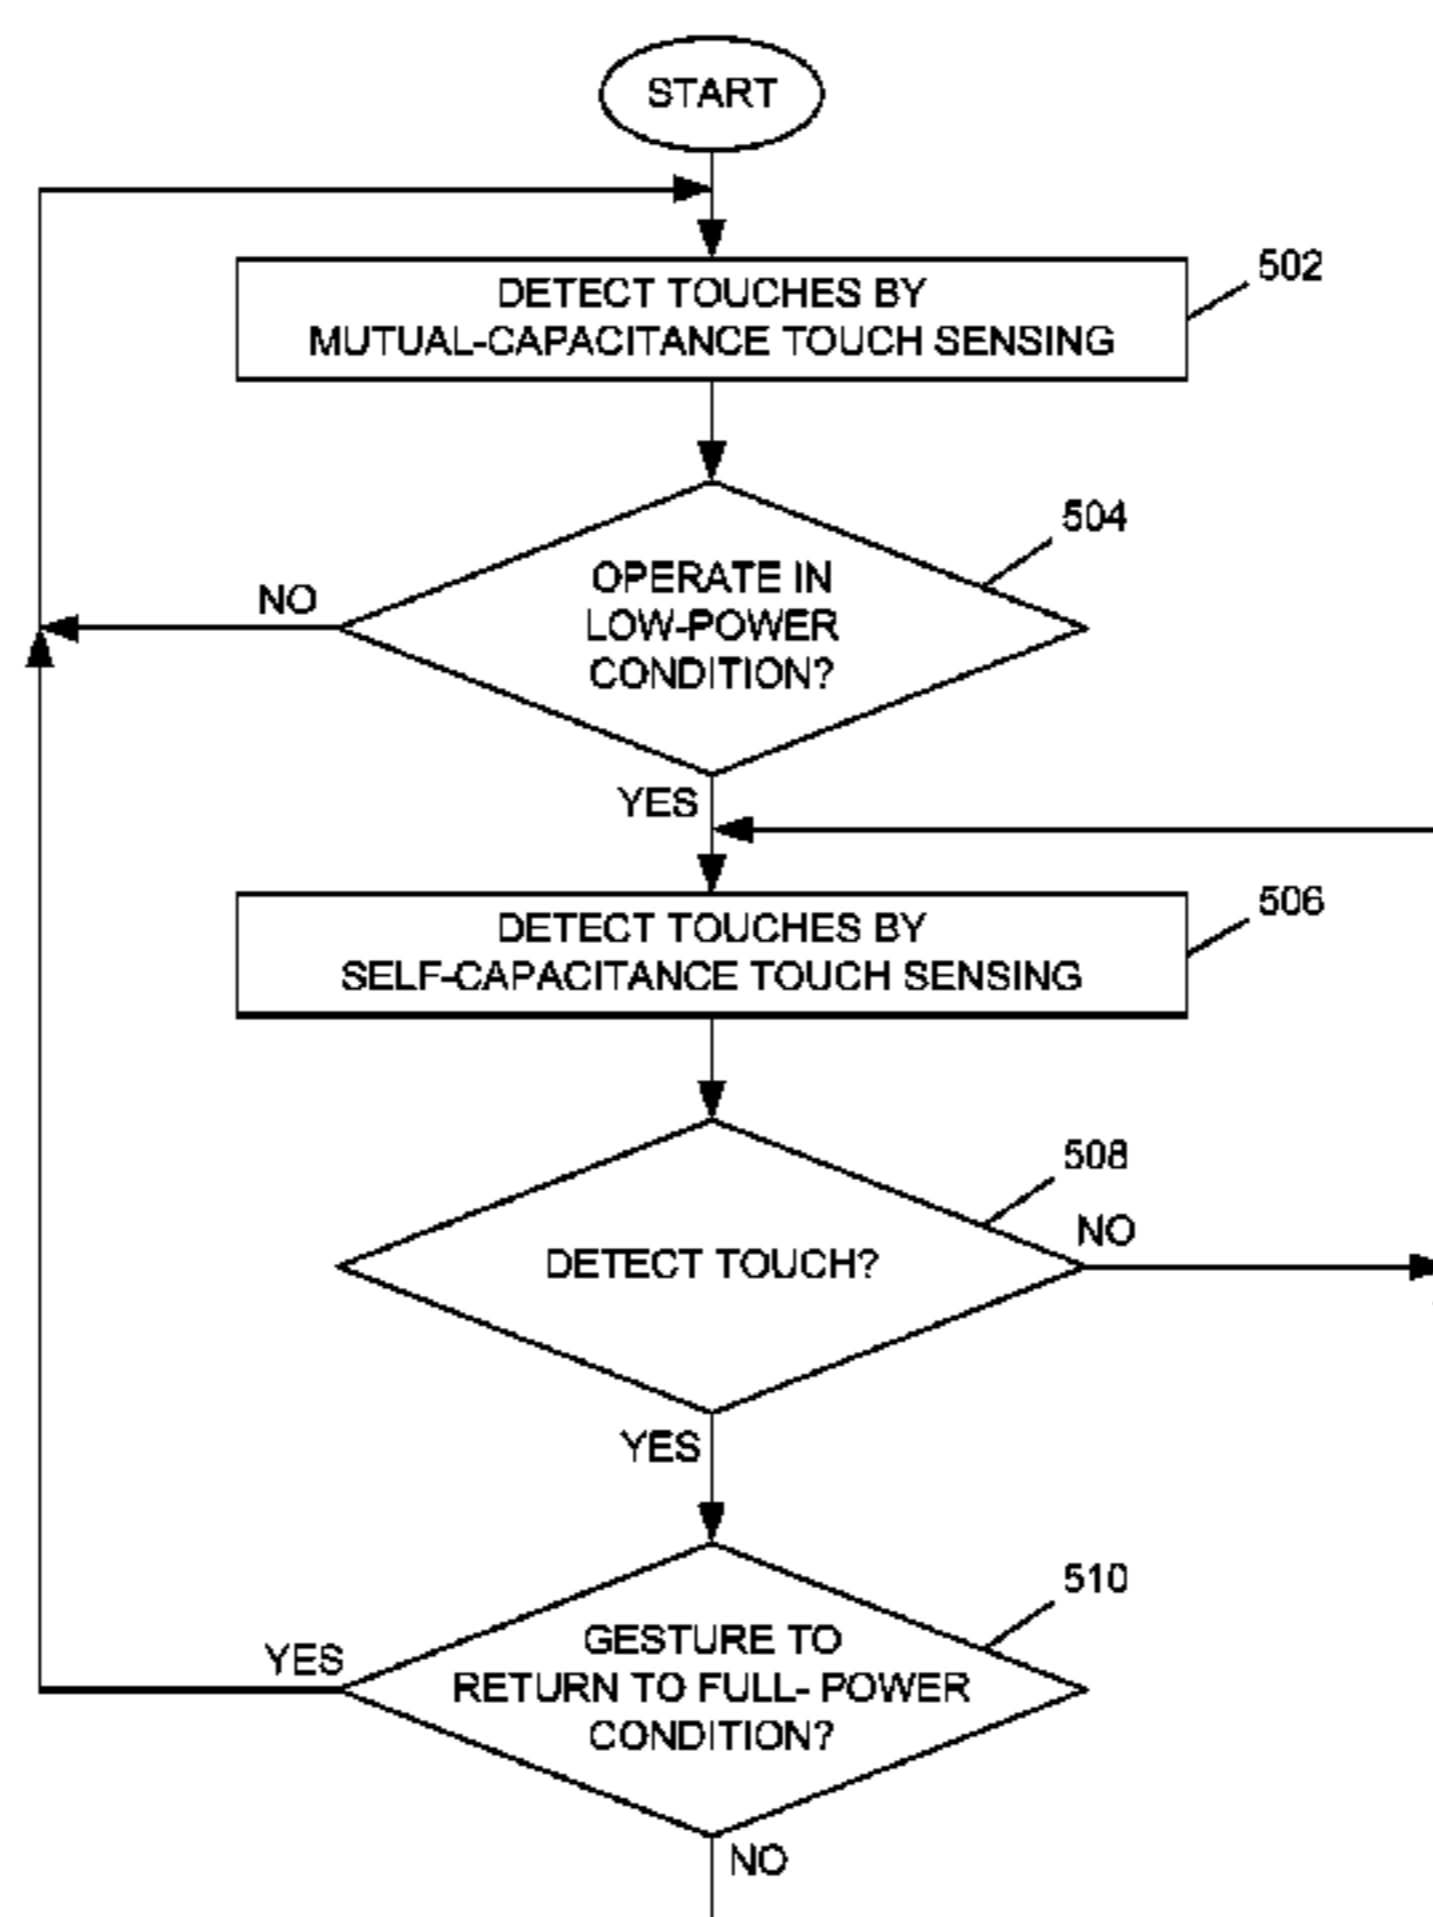 START
502
DETECT TOUCHES BY
MUTUAL-CAPACITANCE TOUCH SENSING
504
OPERATE IN
LOW-POWER
CONDITION?
NO
YES
506
DETECT TOUCHES BY
SELF-CAPACITANCE TOUCH SENSING
508
DETECT TOUCH?
NO
YES
510
GESTURE TO
RETURN TO FULL- POWER
CONDITION?
YES
NO